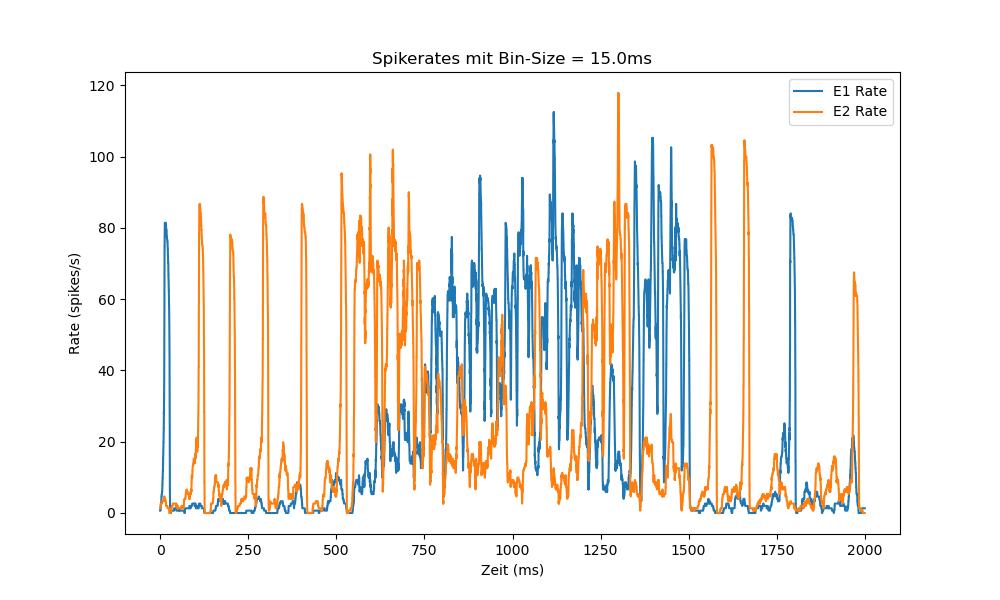 Spikerates mit Bin-Size = 15.0ms
E1 Rate
E2 Rate
Rate (spikes/s)
120
100
80
60
40
20
0
0 250 500 750 1000 1250 1500 1750 2000
Zeit (ms)